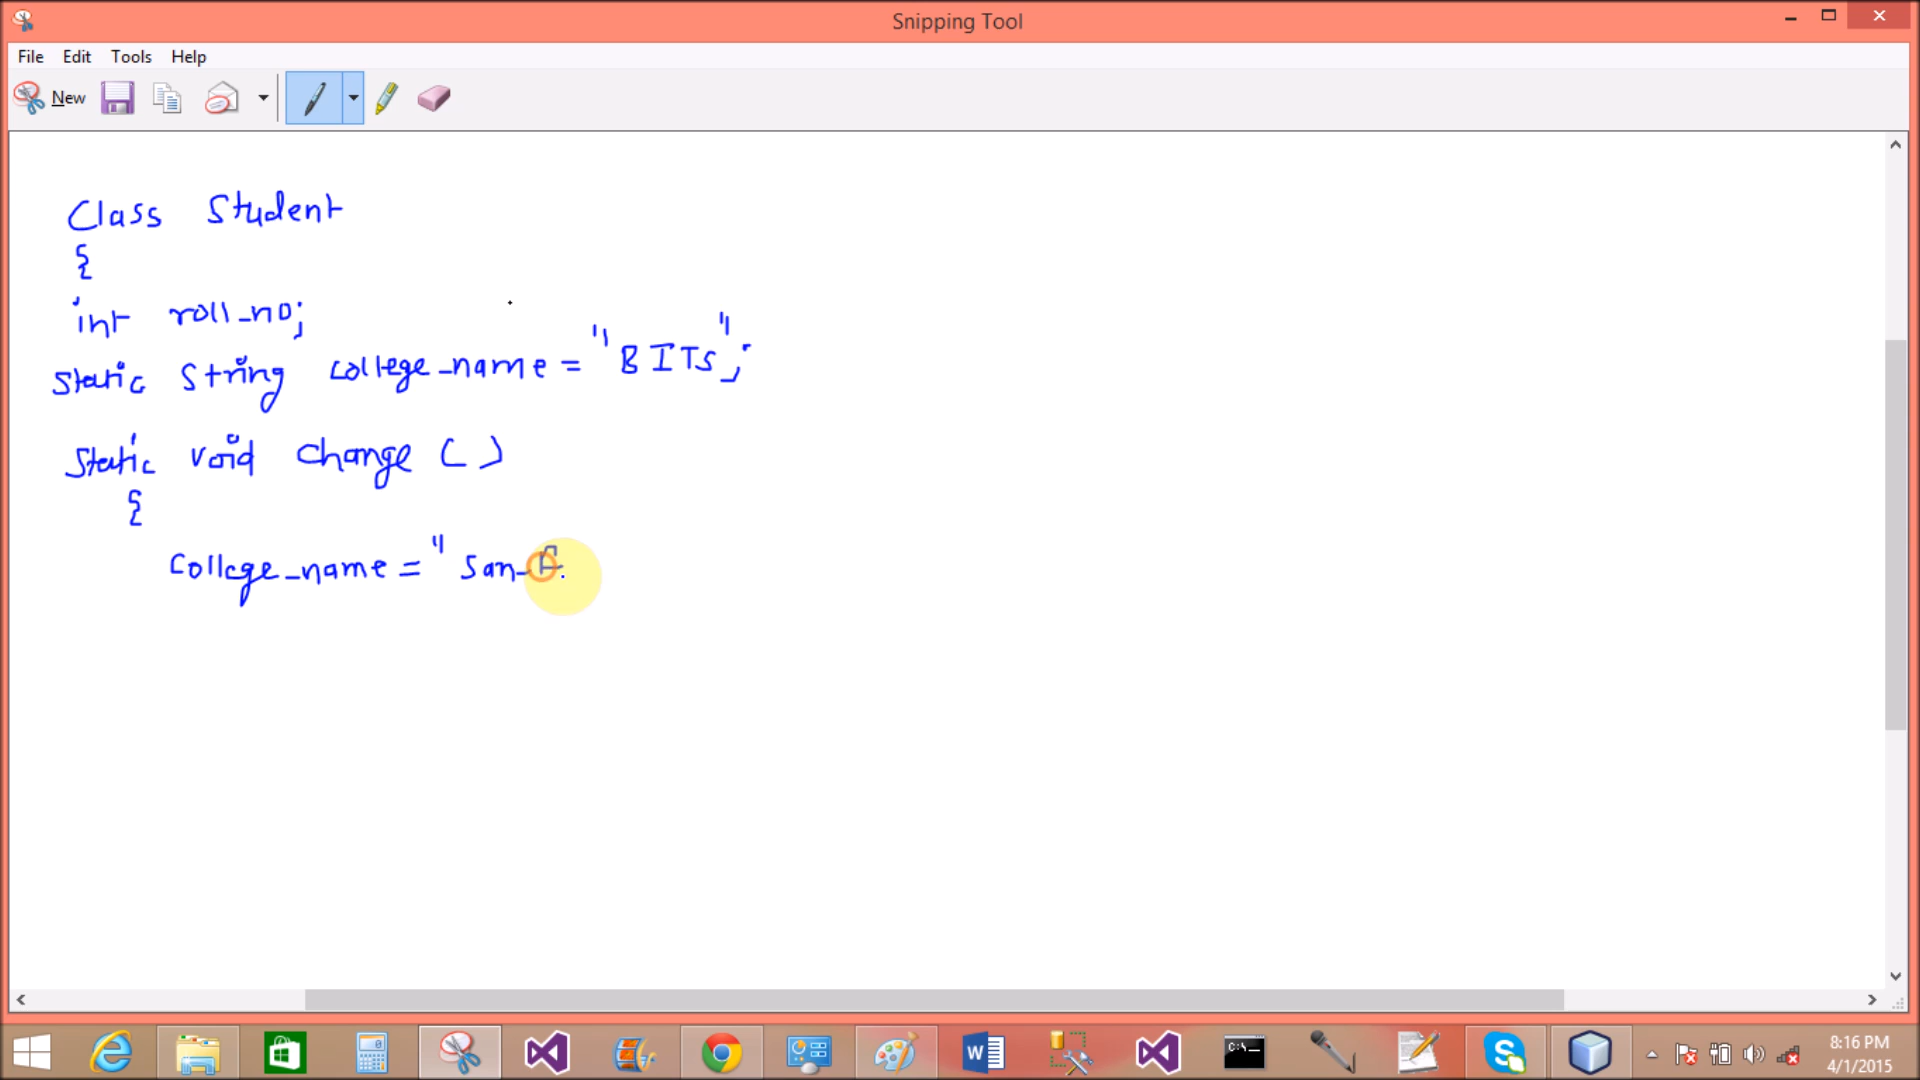 Snipping Tool
File Edit Tools Help
New
Class Student
{
int roll_no;
static String college_name = "BITS";
static void change ( )
{
college_name = " San_F
C:\_
8:16 PM
4/1/2015